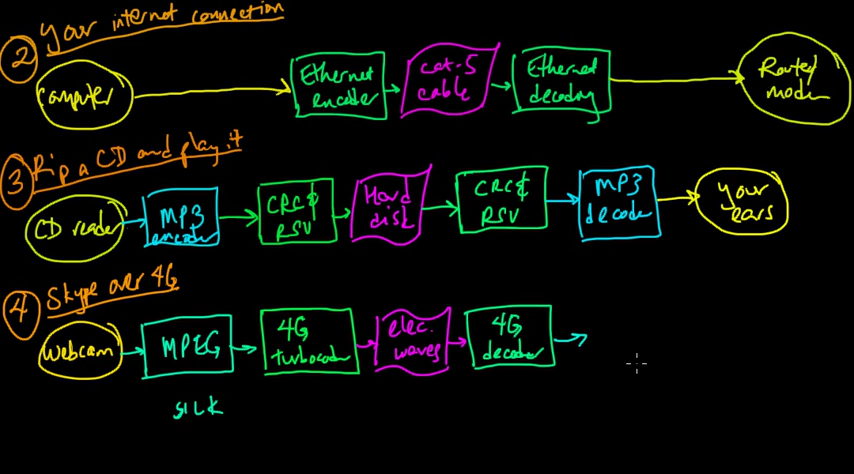 2 Your internet connection
Computer
Ethernet
encoder
cat-5
cable
Ethernet
decoding
Router
modem
3 Rip a CD and play it
CD reader
MP3
encoder
CRC &
RSV
Hard
disk
CRC &
RSV
MP3
decoder
your
ears
4 Skype over 4G
Webcam
MPEG
4G
turbocoder
elec.
waves
4G
decoder
SILK